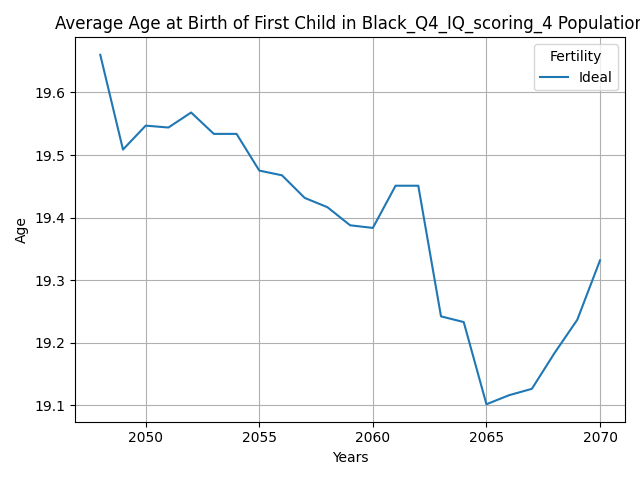 Average Age at Birth of First Child in Black_Q4_IQ_scoring_4 Population
Fertility
Ideal
19.6
19.5
19.4
19.3
19.2
19.1
Age
2050 2055 2060 2065 2070
Years